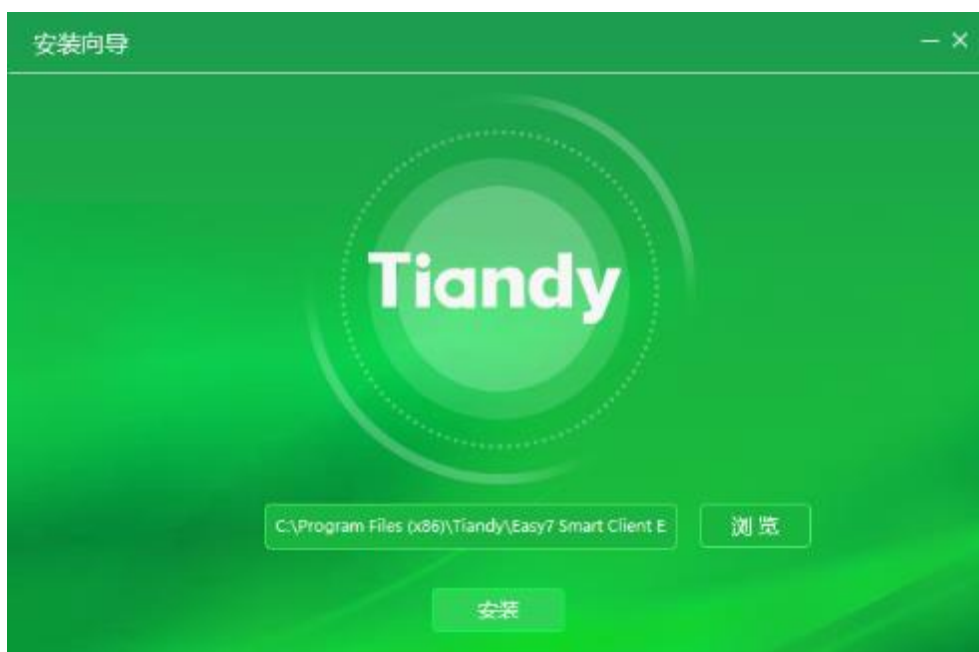 安装向导
Tiandy
C:\Program Files (x86)\Tiandy\Easy7 Smart Client E
浏览
安装